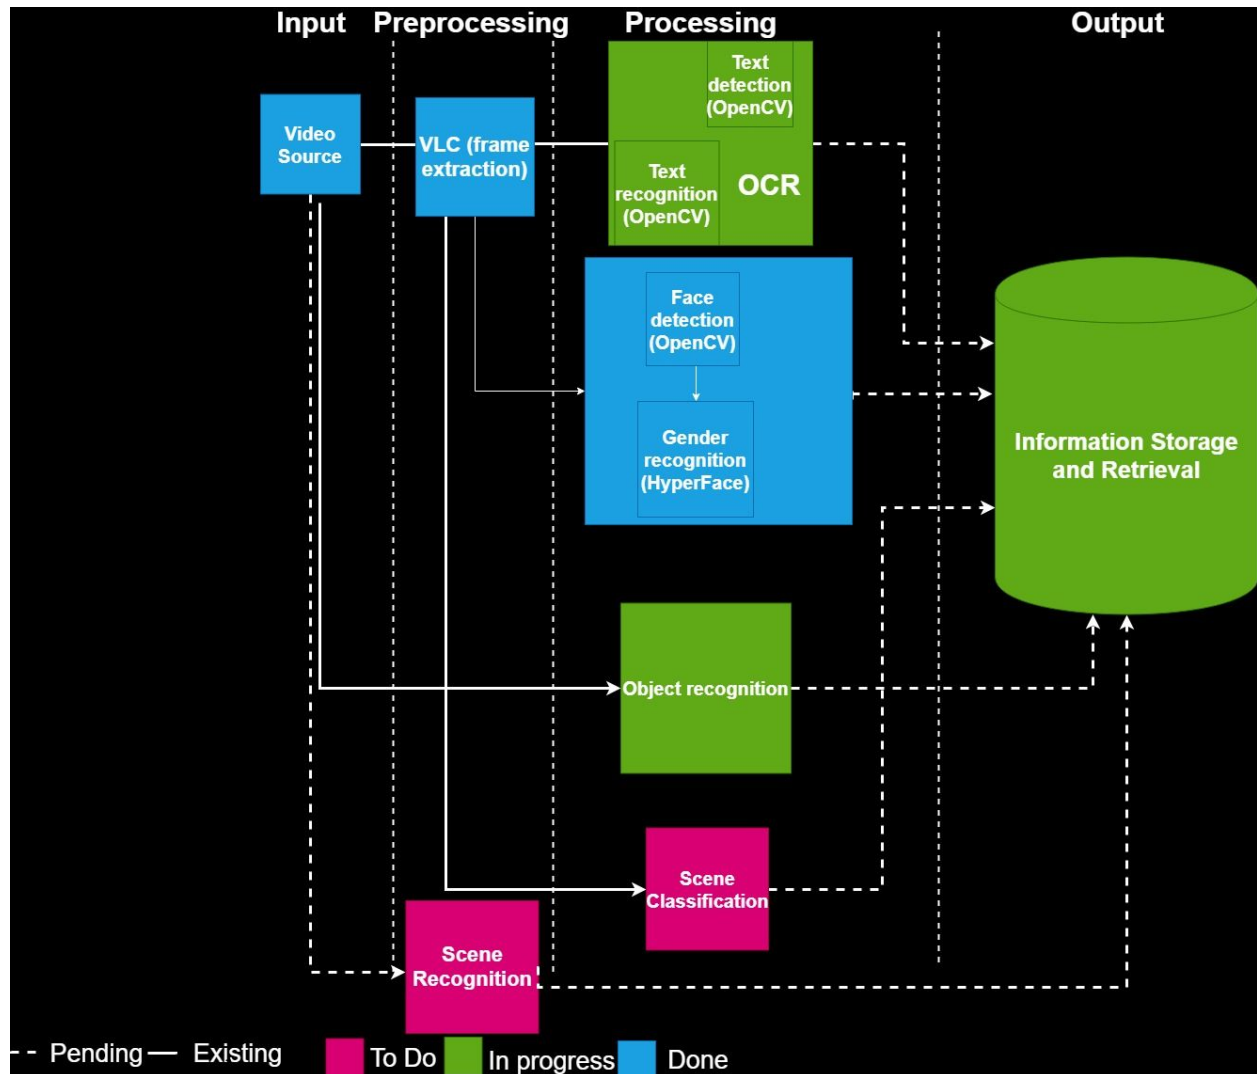 Input
Preprocessing
Processing
Output
Video
Source
VLC (frame
extraction)
Text
detection
(OpenCV)
Text
recognition
(OpenCV)
OCR
Face
detection
(OpenCV)
Gender
recognition
(HyperFace)
Information Storage
and Retrieval
Object recognition
Scene
Classification
Scene
Recognition
Pending
Existing
To Do
In progress
Done